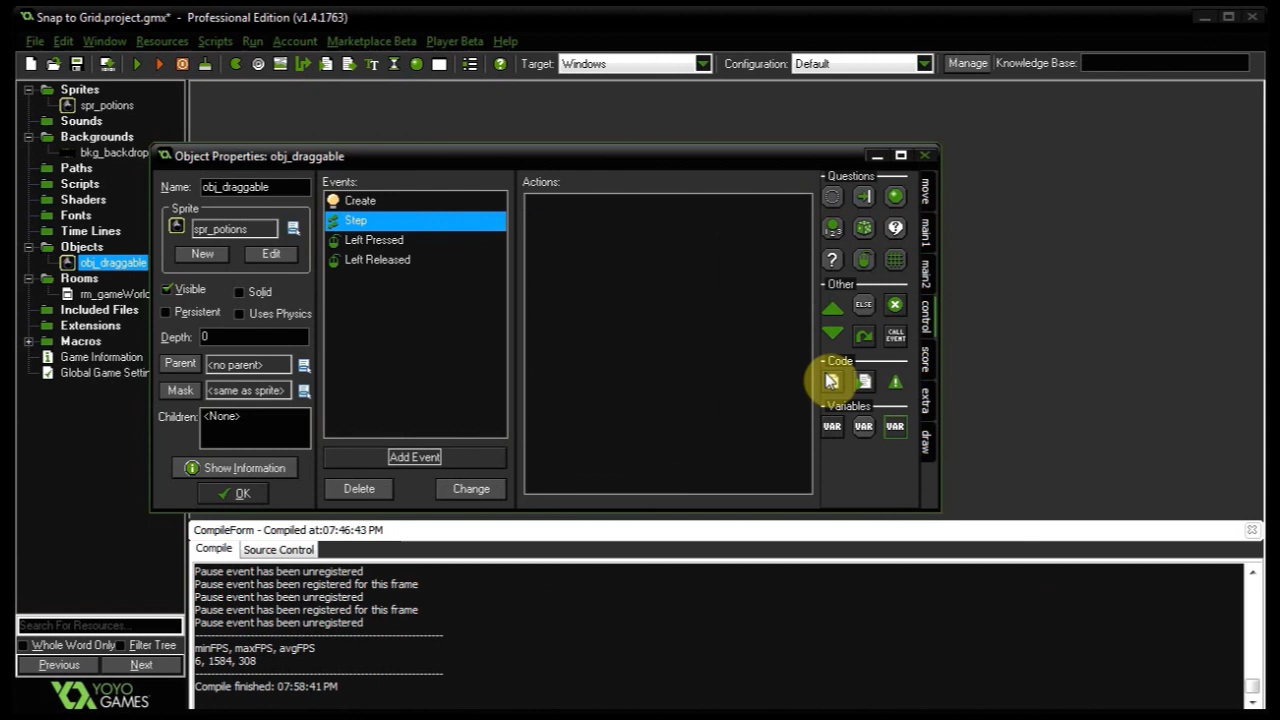 Snap to Grid.project.gmx* - Professional Edition (v1.4.1763)
File Edit Window Resources Scripts Run Account Marketplace Beta Player Beta Help
Target: Windows Configuration: Default Manage Knowledge Base:
Sprites
spr_potions
Sounds
Backgrounds
bkg_backdrop
Paths
Scripts
Shaders
Fonts
Time Lines
Objects
obj_draggable
Rooms
rm_gameWorld
Included Files
Extensions
Macros
Game Information
Global Game Settin
Search For Resources...
Whole Word Only Filter Tree
Previous Next
YOYO
GAMES
Object Properties: obj_draggable
Name: obj_draggable
Sprite
spr_potions
New Edit
Visible Solid
Persistent Uses Physics
Depth: 0
Parent <no parent>
Mask <same as sprite>
Children: <None>
Show Information
OK
Events:
Create
Step
Left Pressed
Left Released
Add Event
Delete Change
Actions:
Questions
Other
ELSE
CALL EVENT
Code
Variables
VAR VAR VAR
move
main1
main2
control
score
extra
draw
CompileForm - Compiled at:07:46:43 PM
Compile Source Control
Pause event has been unregistered
Pause event has been registered for this frame
Pause event has been unregistered
Pause event has been registered for this frame
Pause event has been unregistered
------------------------------------------------------
minFPS, maxFPS, avgFPS
6, 1584, 308
------------------------------------------------------
Compile finished: 07:58:41 PM